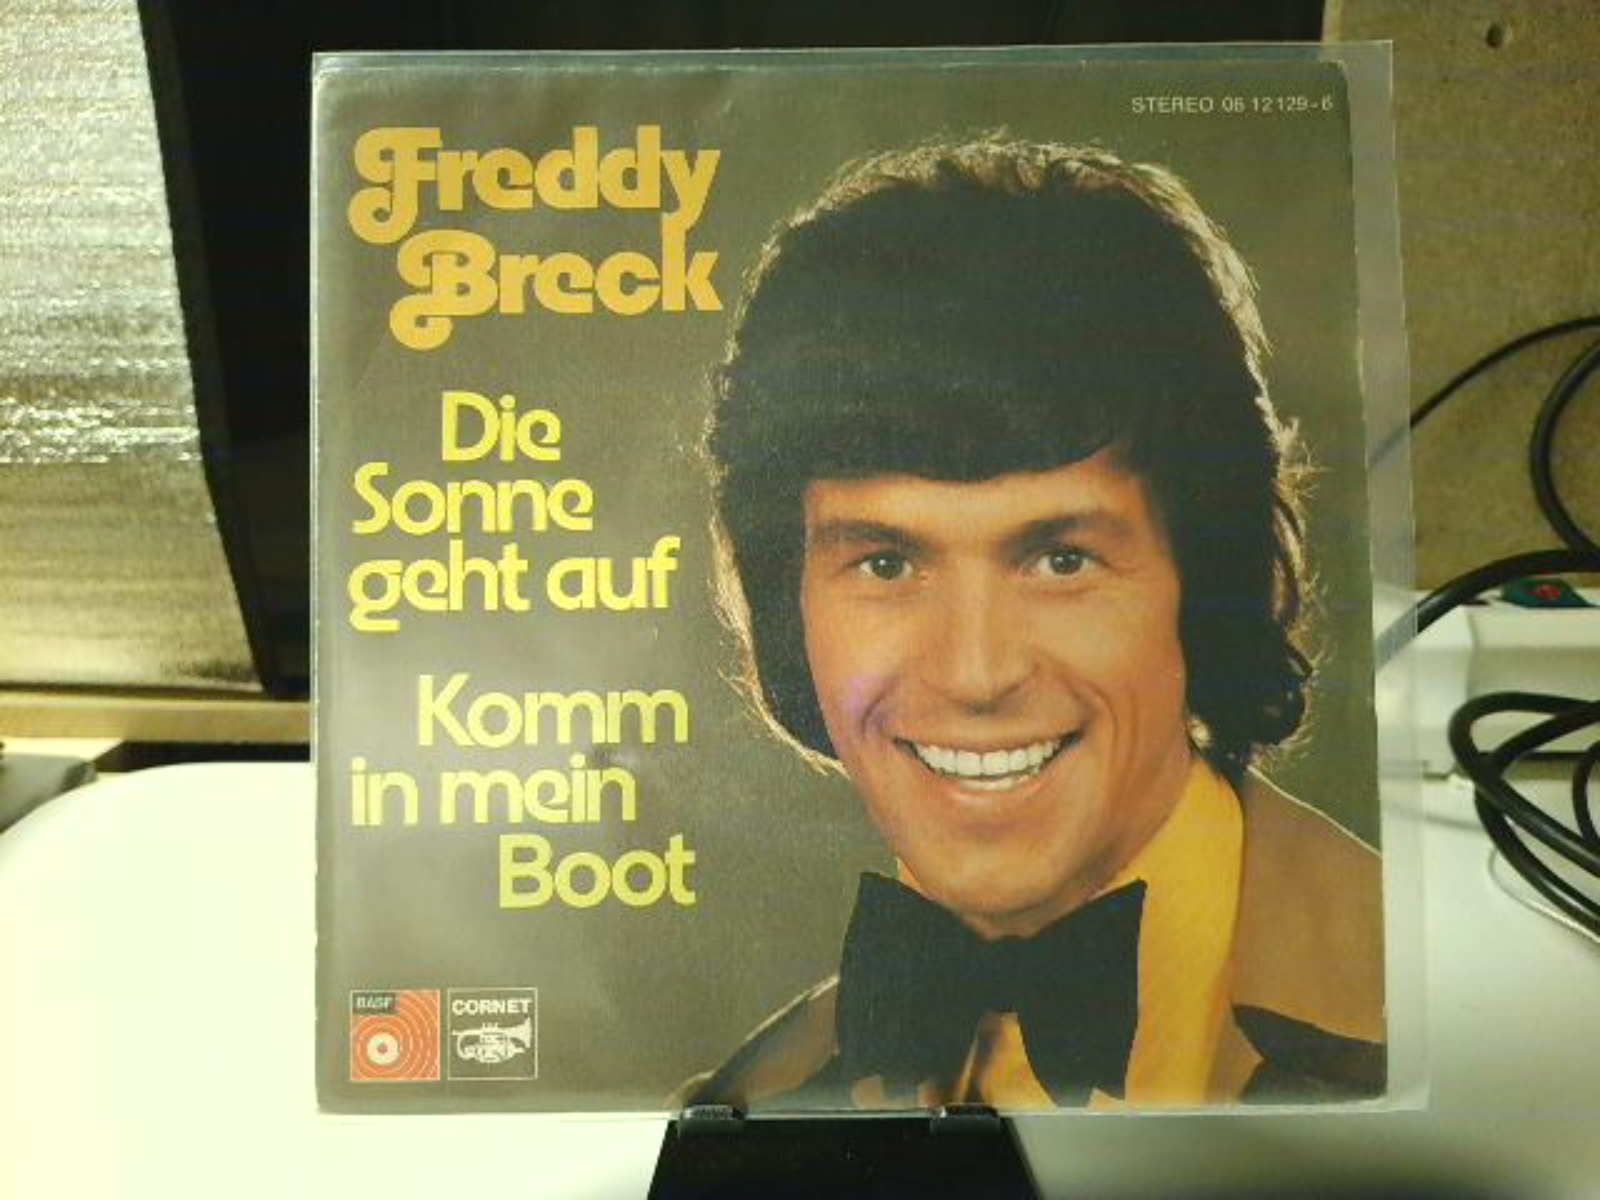 STEREO 06 12129-6
Freddy
Breck
Die
Sonne
geht auf
Komm
in mein
Boot
BASF
CORNET